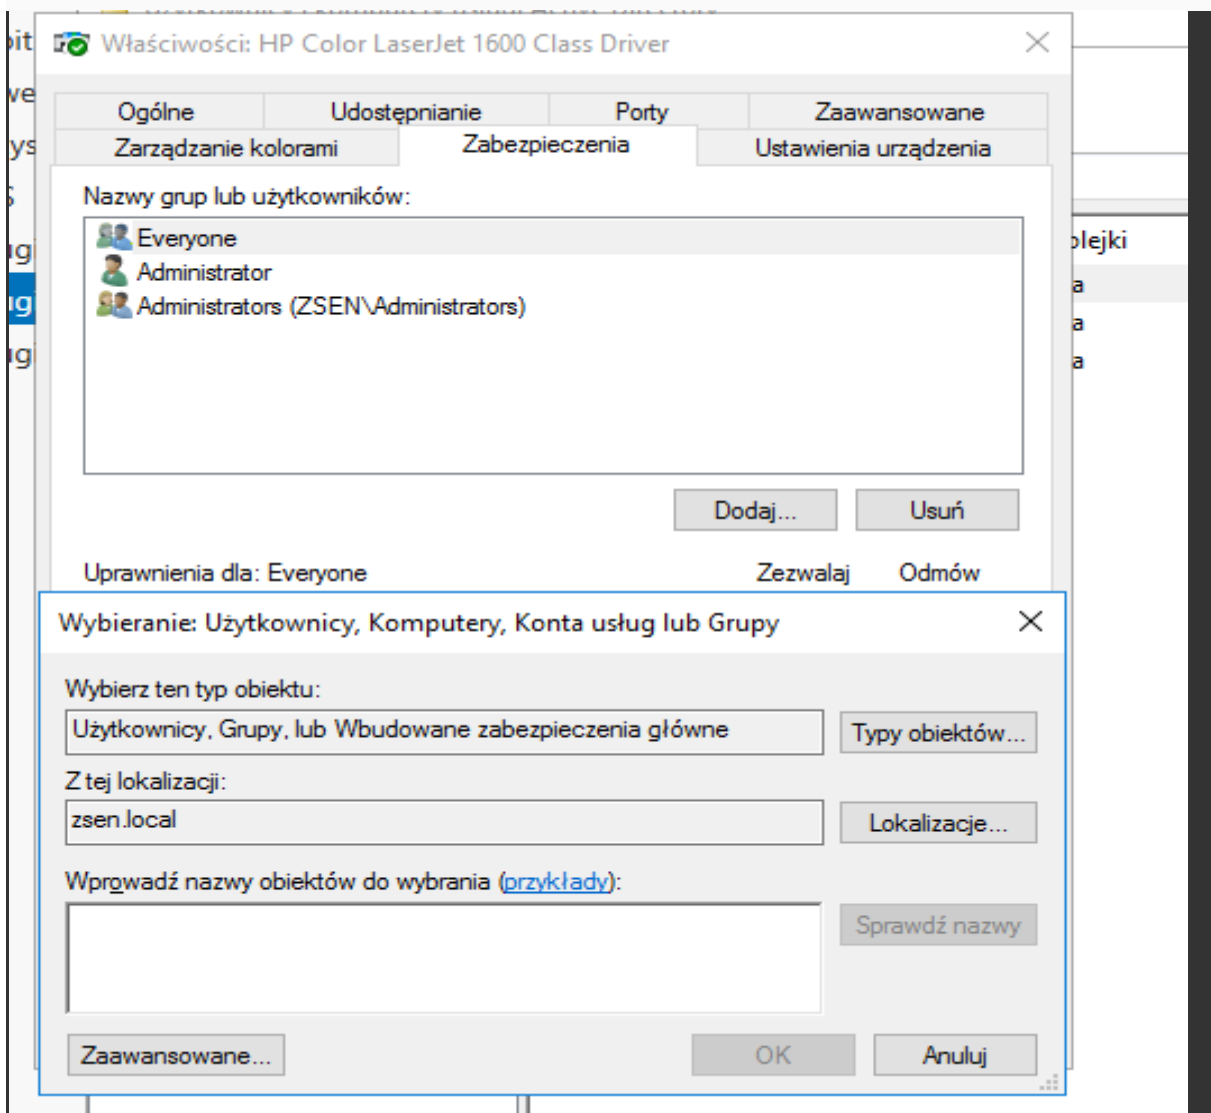 Właściwości: HP Color LaserJet 1600 Class Driver
Ogólne Udostępnianie Porty Zaawansowane
Zarządzanie kolorami Zabezpieczenia Ustawienia urządzenia
Nazwy grup lub użytkowników:
Everyone
Administrator
Administrators (ZSEN\Administrators)
Dodaj... Usuń
Uprawnienia dla: Everyone Zezwalaj Odmów
Wybieranie: Użytkownicy, Komputery, Konta usług lub Grupy
Wybierz ten typ obiektu:
Użytkownicy, Grupy, lub Wbudowane zabezpieczenia główne Typy obiektów...
Z tej lokalizacji:
zsen.local Lokalizacje...
Wprowadź nazwy obiektów do wybrania (przykłady):
Sprawdź nazwy
Zaawansowane... OK Anuluj